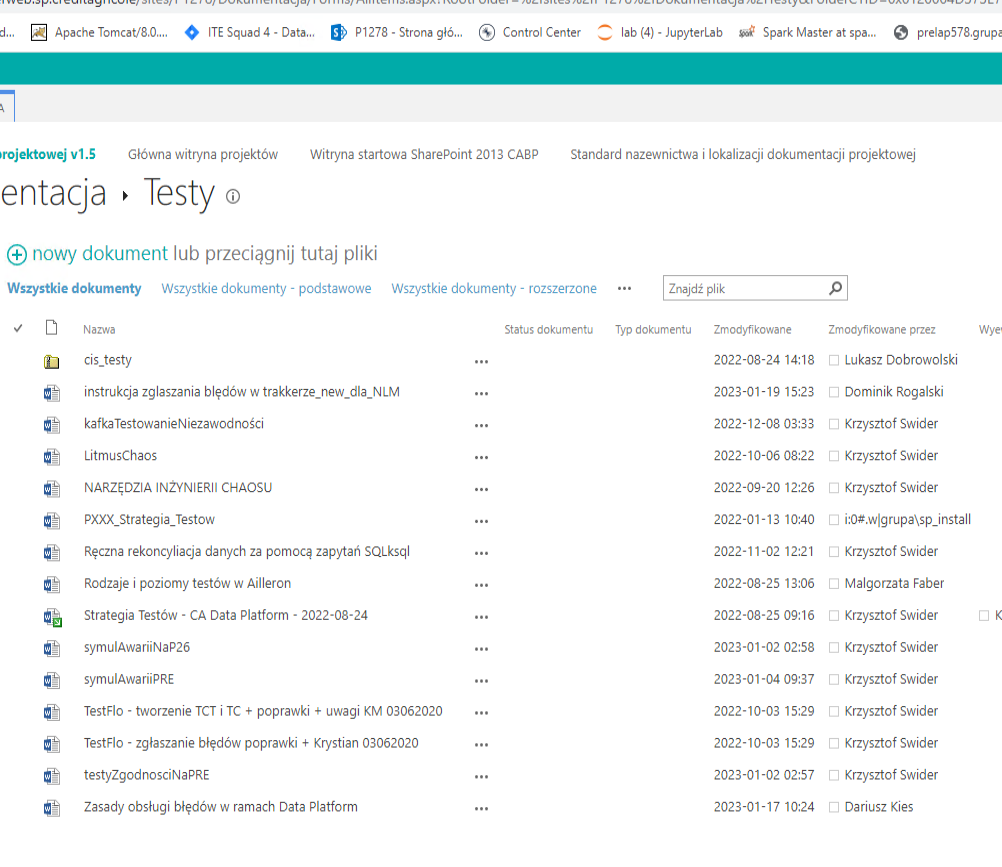 d... Apache Tomcat/8.0.... ITE Squad 4 - Data... P1278 - Strona głó... Control Center lab (4) - JupyterLab Spark Master at spa... prelap578.grupa
A
projektowej v1.5 Główna witryna projektów Witryna startowa SharePoint 2013 CABP Standard nazewnictwa i lokalizacji dokumentacji projektowej
entacja ▸ Testy
nowy dokument lub przeciągnij tutaj pliki
Wszystkie dokumenty Wszystkie dokumenty - podstawowe Wszystkie dokumenty - rozszerzone ••• Znajdź plik
Nazwa Status dokumentu Typ dokumentu Zmodyfikowane Zmodyfikowane przez Wyew
cis_testy ... 2022-08-24 14:18 Lukasz Dobrowolski
instrukcja zglaszania blędów w trakkerze_new_dla_NLM ... 2023-01-19 15:23 Dominik Rogalski
kafkaTestowanieNiezawodności ... 2022-12-08 03:33 Krzysztof Swider
LitmusChaos ... 2022-10-06 08:22 Krzysztof Swider
NARZĘDZIA INŻYNIERII CHAOSU ... 2022-09-20 12:26 Krzysztof Swider
PXXX_Strategia_Testow ... 2022-01-13 10:40 i:0#.w|grupa\sp_install
Ręczna rekoncyliacja danych za pomocą zapytań SQLksql ... 2022-11-02 12:21 Krzysztof Swider
Rodzaje i poziomy testów w Ailleron ... 2022-08-25 13:06 Malgorzata Faber
Strategia Testów - CA Data Platform - 2022-08-24 ... 2022-08-25 09:16 Krzysztof Swider K
symulAwariiNaP26 ... 2023-01-02 02:58 Krzysztof Swider
symulAwariiPRE ... 2023-01-04 09:37 Krzysztof Swider
TestFlo - tworzenie TCT i TC + poprawki + uwagi KM 03062020 ... 2022-10-03 15:29 Krzysztof Swider
TestFlo - zgłaszanie błędów poprawki + Krystian 03062020 ... 2022-10-03 15:29 Krzysztof Swider
testyZgodnosciNaPRE ... 2023-01-02 02:57 Krzysztof Swider
Zasady obsługi błędów w ramach Data Platform ... 2023-01-17 10:24 Dariusz Kies